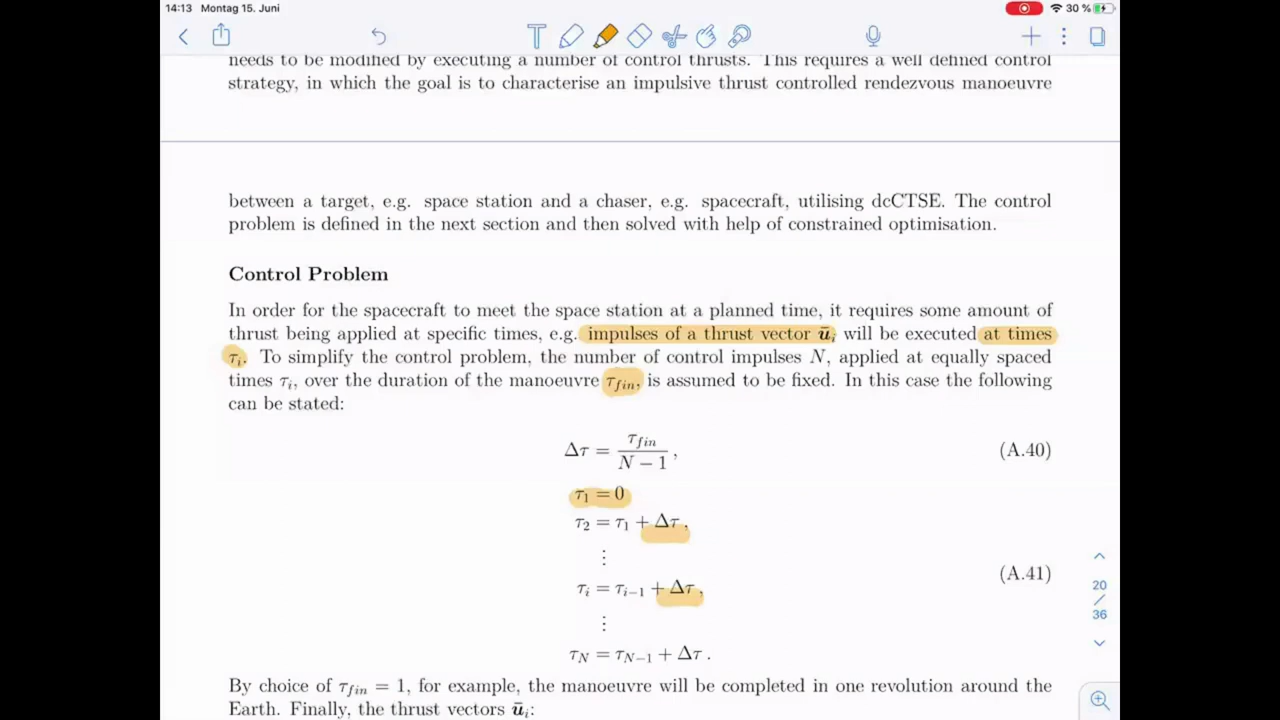 14:13 Montag 15. Juni 30 %
needs to be modified by executing a number of control thrusts. This requires a well defined control
strategy, in which the goal is to characterise an impulsive thrust controlled rendezvous manoeuvre
between a target, e.g. space station and a chaser, e.g. spacecraft, utilising dcCTSE. The control
problem is defined in the next section and then solved with help of constrained optimisation.
Control Problem
In order for the spacecraft to meet the space station at a planned time, it requires some amount of
thrust being applied at specific times, e.g. impulses of a thrust vector ū_i will be executed at times
τ_i. To simplify the control problem, the number of control impulses N, applied at equally spaced
times τ_i, over the duration of the manoeuvre τ_fin, is assumed to be fixed. In this case the following
can be stated:
Δτ = τ_fin / (N − 1) , (A.40)
τ_1 = 0
τ_2 = τ_1 + Δτ ,
⋮
τ_i = τ_{i−1} + Δτ , (A.41)
⋮
τ_N = τ_{N−1} + Δτ .
By choice of τ_fin = 1, for example, the manoeuvre will be completed in one revolution around the
Earth. Finally, the thrust vectors ū_i:
20
/
36